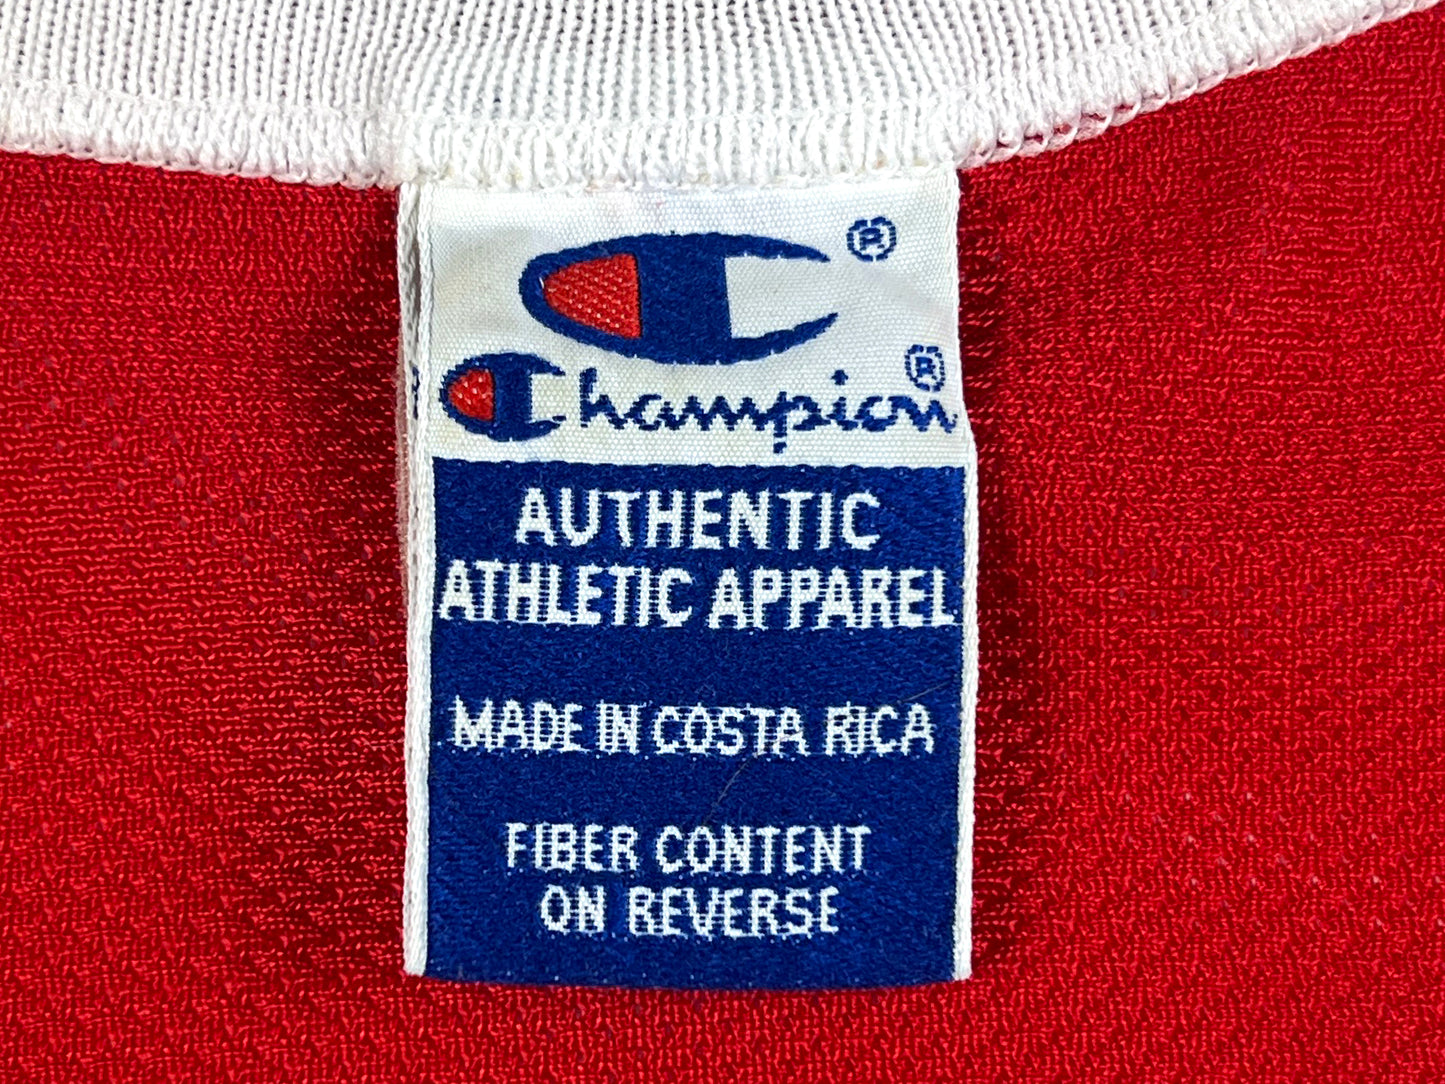 ®
Champion®
AUTHENTIC
ATHLETIC APPAREL
MADE IN COSTA RICA
FIBER CONTENT
ON REVERSE